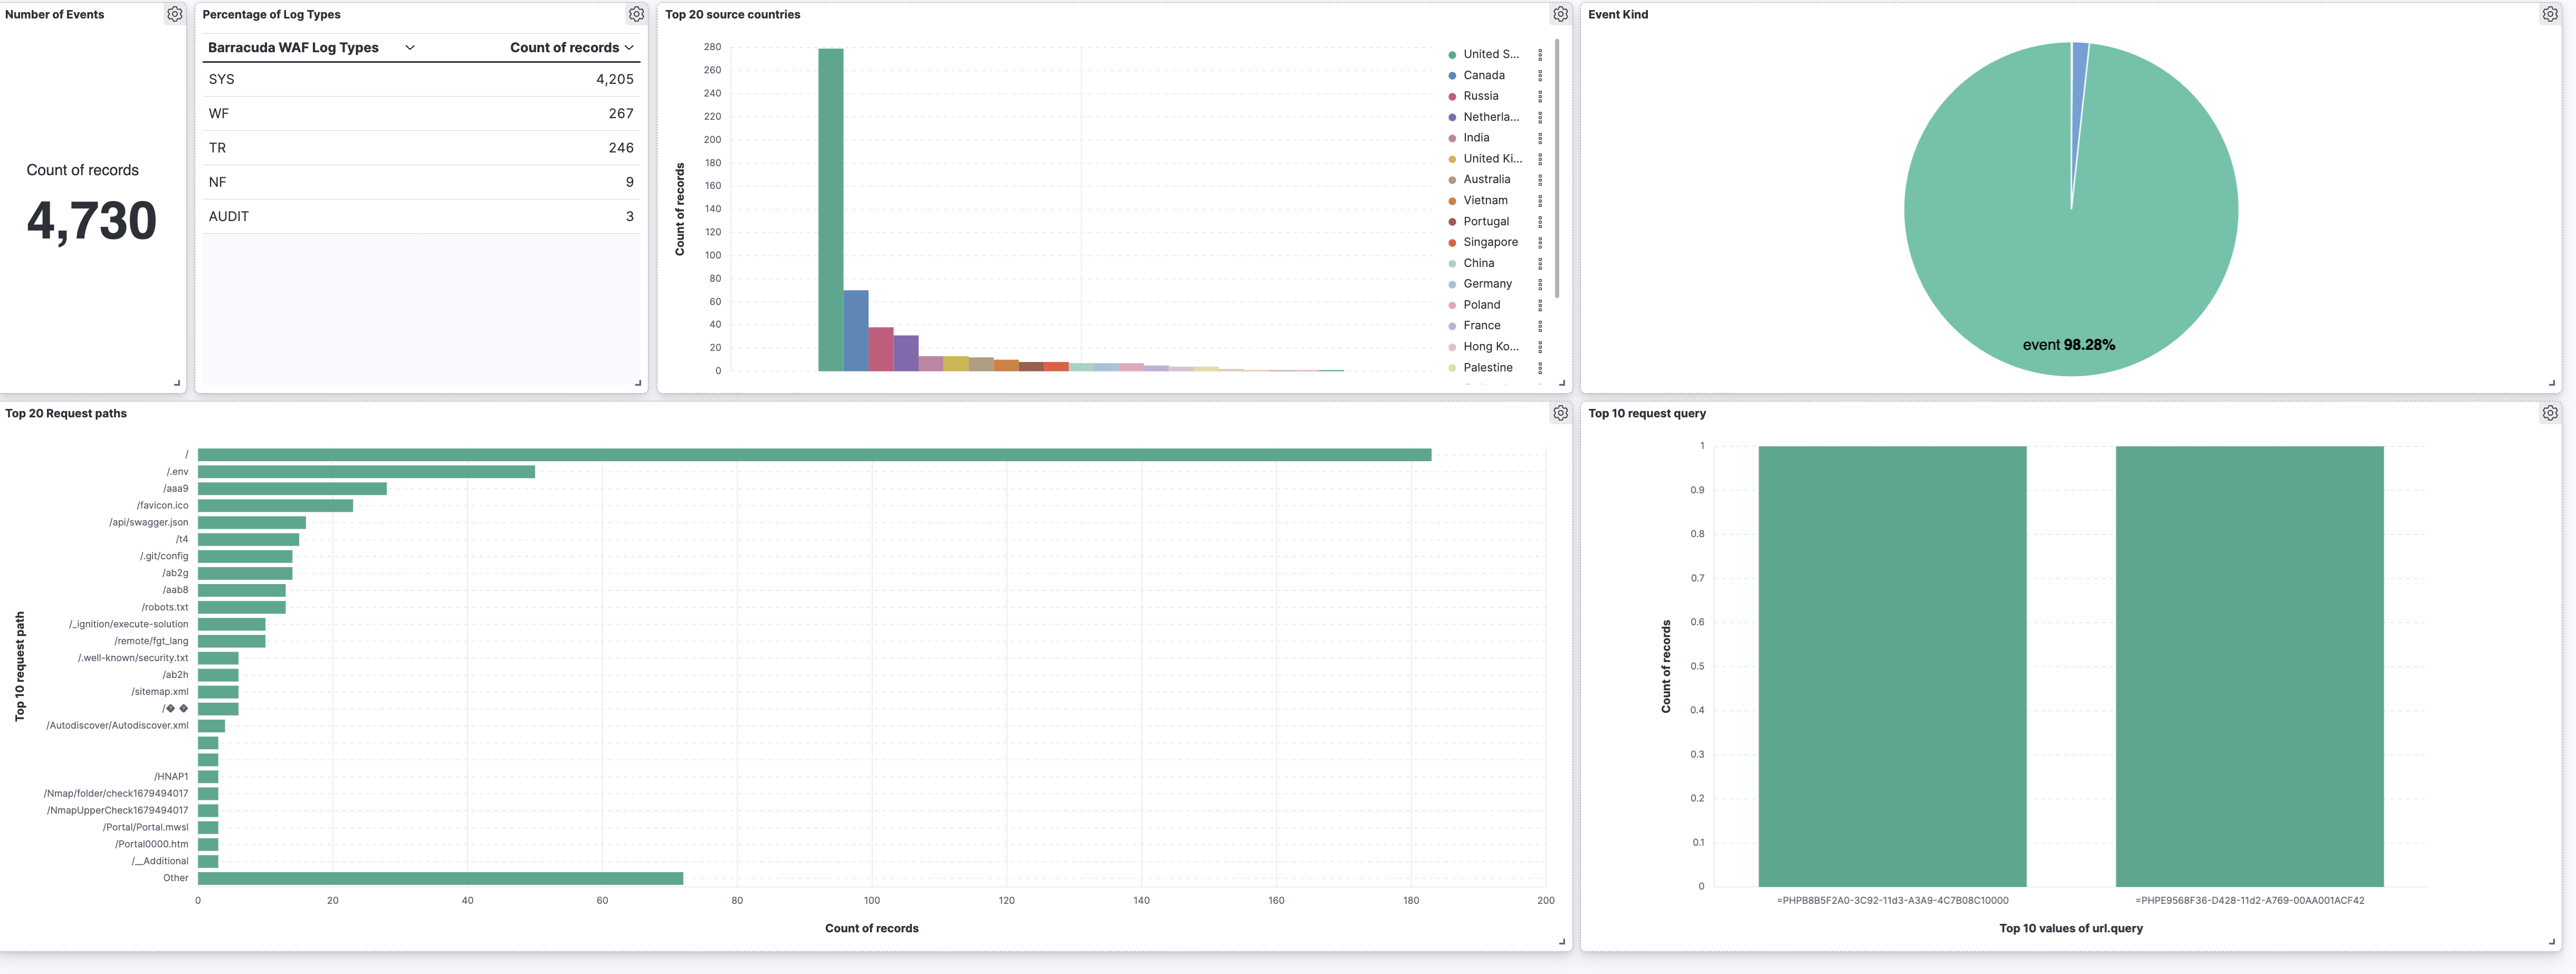 Number of Events
Count of records
4,730
Percentage of Log Types
Barracuda WAF Log Types Count of records
SYS 4,205
WF 267
TR 246
NF 9
AUDIT 3
Top 20 source countries
Count of records
280
260
240
220
200
180
160
140
120
100
80
60
40
20
0
United S...
Canada
Russia
Netherla...
India
United Ki...
Australia
Vietnam
Portugal
Singapore
China
Germany
Poland
France
Hong Ko...
Palestine
Event Kind
event 98.28%
Top 20 Request paths
Top 10 request path
/
/.env
/aaa9
/favicon.ico
/api/swagger.json
/t4
/.git/config
/ab2g
/aab8
/robots.txt
/_ignition/execute-solution
/remote/fgt_lang
/.well-known/security.txt
/ab2h
/sitemap.xml
/� �
/Autodiscover/Autodiscover.xml
/HNAP1
/Nmap/folder/check1679494017
/NmapUpperCheck1679494017
/Portal/Portal.mwsl
/Portal0000.htm
/__Additional
Other
0 20 40 60 80 100 120 140 160 180 200
Count of records
Top 10 request query
Count of records
1
0.9
0.8
0.7
0.6
0.5
0.4
0.3
0.2
0.1
0
=PHPB8B5F2A0-3C92-11d3-A3A9-4C7B08C10000 =PHPE9568F36-D428-11d2-A769-00AA001ACF42
Top 10 values of url.query